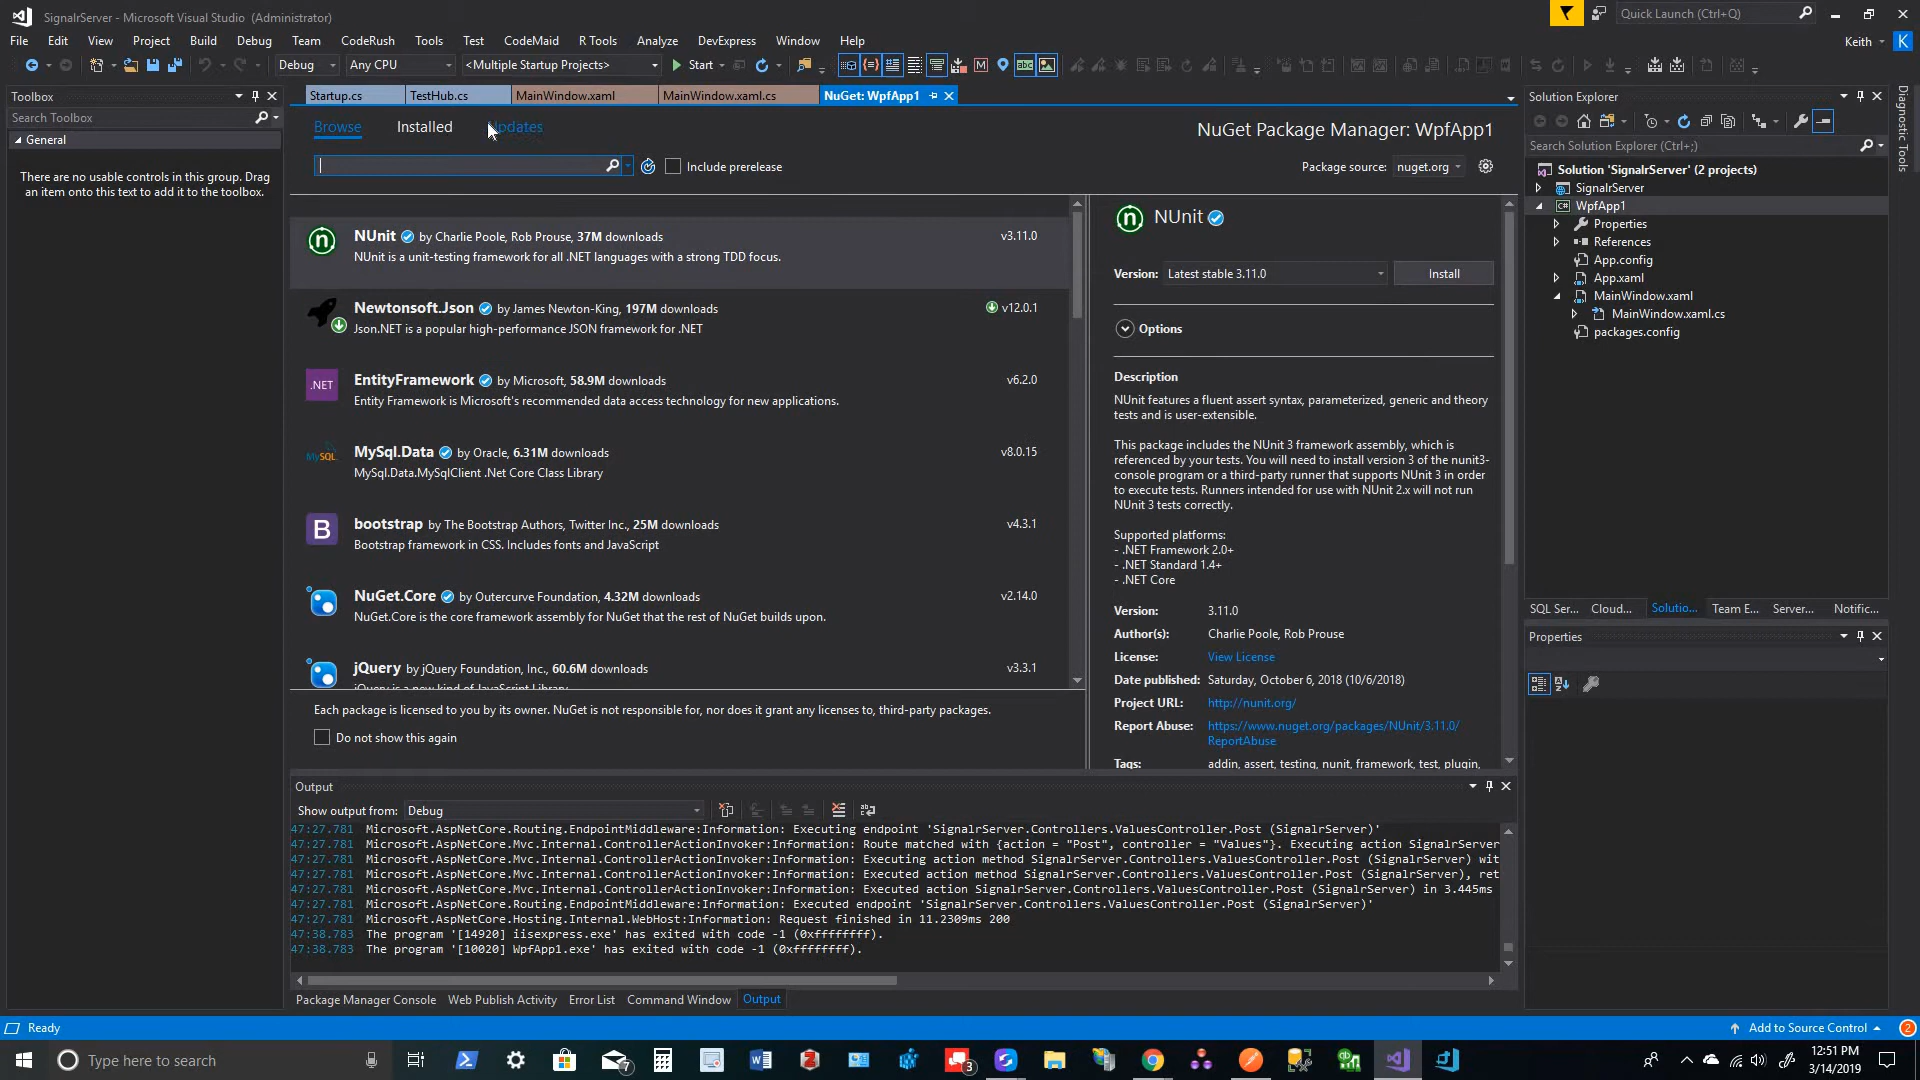 SignalrServer - Microsoft Visual Studio (Administrator)
Quick Launch (Ctrl+Q)
File Edit View Project Build Debug Team CodeRush Tools Test CodeMaid R Tools Analyze DevExpress Window Help
Keith K
Debug Any CPU <Multiple Startup Projects> Start
Toolbox
Search Toolbox
General
There are no usable controls in this group. Drag
an item onto this text to add it to the toolbox.
Startup.cs TestHub.cs MainWindow.xaml MainWindow.xaml.cs NuGet: WpfApp1
Browse Installed Updates
NuGet Package Manager: WpfApp1
Include prerelease
Package source: nuget.org
NUnit by Charlie Poole, Rob Prouse, 37M downloads v3.11.0
NUnit is a unit-testing framework for all .NET languages with a strong TDD focus.
Newtonsoft.Json by James Newton-King, 197M downloads v12.0.1
Json.NET is a popular high-performance JSON framework for .NET
.NET
EntityFramework by Microsoft, 58.9M downloads v6.2.0
Entity Framework is Microsoft's recommended data access technology for new applications.
MySQL
MySql.Data by Oracle, 6.31M downloads v8.0.15
MySql.Data.MySqlClient .Net Core Class Library
B
bootstrap by The Bootstrap Authors, Twitter Inc., 25M downloads v4.3.1
Bootstrap framework in CSS. Includes fonts and JavaScript
NuGet.Core by Outercurve Foundation, 4.32M downloads v2.14.0
NuGet.Core is the core framework assembly for NuGet that the rest of NuGet builds upon.
jQuery by jQuery Foundation, Inc., 60.6M downloads v3.3.1
jQuery is a new kind of JavaScript Library
Each package is licensed to you by its owner. NuGet is not responsible for, nor does it grant any licenses to, third-party packages.
Do not show this again
NUnit
Version: Latest stable 3.11.0 Install
Options
Description
NUnit features a fluent assert syntax, parameterized, generic and theory
tests and is user-extensible.
This package includes the NUnit 3 framework assembly, which is
referenced by your tests. You will need to install version 3 of the nunit3-
console program or a third-party runner that supports NUnit 3 in order
to execute tests. Runners intended for use with NUnit 2.x will not run
NUnit 3 tests correctly.
Supported platforms:
- .NET Framework 2.0+
- .NET Standard 1.4+
- .NET Core
Version: 3.11.0
Author(s): Charlie Poole, Rob Prouse
License: View License
Date published: Saturday, October 6, 2018 (10/6/2018)
Project URL: http://nunit.org/
Report Abuse: https://www.nuget.org/packages/NUnit/3.11.0/
ReportAbuse
Tags: addin, assert, testing, nunit, framework, test, plugin,
Solution Explorer
Search Solution Explorer (Ctrl+;)
Solution 'SignalrServer' (2 projects)
SignalrServer
C# WpfApp1
Properties
References
App.config
App.xaml
MainWindow.xaml
MainWindow.xaml.cs
packages.config
SQL Ser... Cloud... Solutio... Team E... Server... Notific...
Properties
Diagnostic Tools
Output
Show output from: Debug
47:27.781 Microsoft.AspNetCore.Routing.EndpointMiddleware:Information: Executing endpoint 'SignalrServer.Controllers.ValuesController.Post (SignalrServer)'
47:27.781 Microsoft.AspNetCore.Mvc.Internal.ControllerActionInvoker:Information: Route matched with {action = "Post", controller = "Values"}. Executing action SignalrServer
47:27.781 Microsoft.AspNetCore.Mvc.Internal.ControllerActionInvoker:Information: Executing action method SignalrServer.Controllers.ValuesController.Post (SignalrServer) wit
47:27.781 Microsoft.AspNetCore.Mvc.Internal.ControllerActionInvoker:Information: Executed action method SignalrServer.Controllers.ValuesController.Post (SignalrServer), ret
47:27.781 Microsoft.AspNetCore.Mvc.Internal.ControllerActionInvoker:Information: Executed action SignalrServer.Controllers.ValuesController.Post (SignalrServer) in 3.445ms
47:27.781 Microsoft.AspNetCore.Routing.EndpointMiddleware:Information: Executed endpoint 'SignalrServer.Controllers.ValuesController.Post (SignalrServer)'
47:27.781 Microsoft.AspNetCore.Hosting.Internal.WebHost:Information: Request finished in 11.2309ms 200
47:38.783 The program '[14920] iisexpress.exe' has exited with code -1 (0xffffffff).
47:38.783 The program '[10020] WpfApp1.exe' has exited with code -1 (0xffffffff).
Package Manager Console Web Publish Activity Error List Command Window Output
Ready
Add to Source Control 2
Type here to search
7
3
12:51 PM
3/14/2019